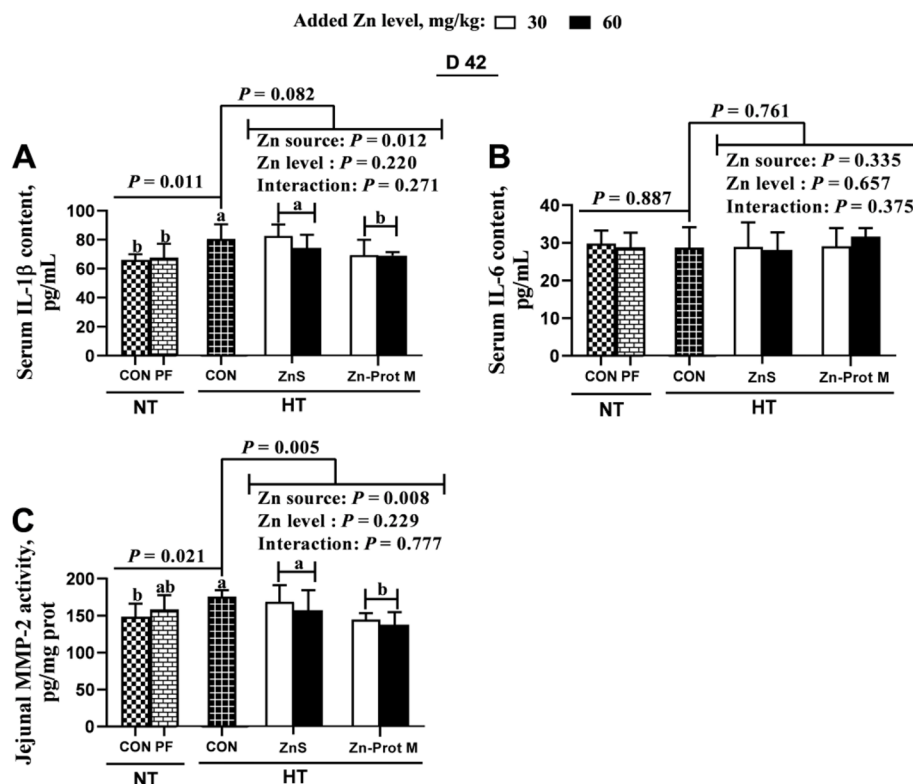 Added Zn level, mg/kg: 30 60
D 42
A
P = 0.082
Zn source: P = 0.012
Zn level : P = 0.220
Interaction: P = 0.271
P = 0.011
Serum IL-1β content,
pg/mL
100
80
60
40
20
0
b b a a b
CON PF CON ZnS Zn-Prot M
NT HT
B
P = 0.761
Zn source: P = 0.335
Zn level : P = 0.657
Interaction: P = 0.375
P = 0.887
Serum IL-6 content,
pg/mL
40
30
20
10
0
CON PF CON ZnS Zn-Prot M
NT HT
C
P = 0.005
Zn source: P = 0.008
Zn level : P = 0.229
Interaction: P = 0.777
P = 0.021
Jejunal MMP-2 activity,
pg/mg prot
200
150
100
50
0
b ab a a b
CON PF CON ZnS Zn-Prot M
NT HT